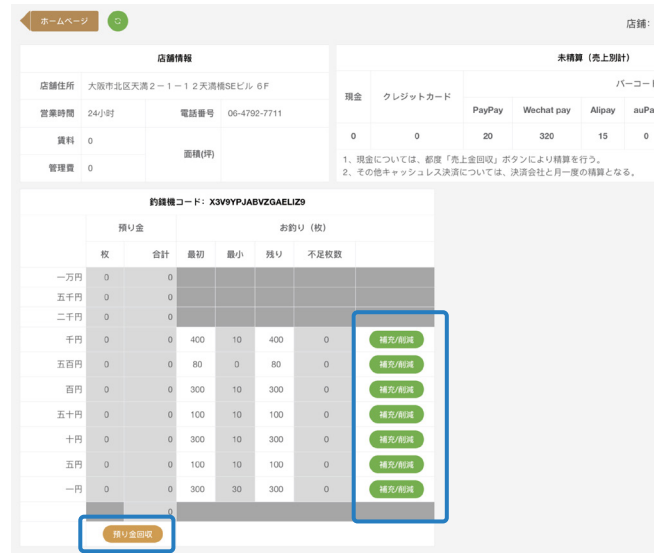 ホームページ
店鋪：
店鋪情報
店鋪住所 大阪市北区天満２－１－１２天満橋SEビル ６F
営業時間 24小时 電話番号 06-4792-7711
賃料 0 面積(坪)
管理費 0
未精算（売上別計）
現金 クレジットカード バーコード
PayPay Wechat pay Alipay auPa
0 0 20 320 15 0
1、現金については、都度「売上金回収」ボタンにより精算を行う。
2、その他キャッシュレス決済については、決済会社と月一度の精算となる。
釣銭機コード：X3V9YPJABVZGAELIZ9
預り金 お釣り（枚）
枚 合計 最初 最小 残り 不足枚数
一万円 0 0
五千円 0 0
二千円 0 0
千円 0 0 400 10 400 0 補充/削減
五百円 0 0 80 0 80 0 補充/削減
百円 0 0 300 10 300 0 補充/削減
五十円 0 0 100 10 100 0 補充/削減
十円 0 0 300 10 300 0 補充/削減
五円 0 0 100 10 100 0 補充/削減
一円 0 0 300 30 300 0 補充/削減
0
預り金回収